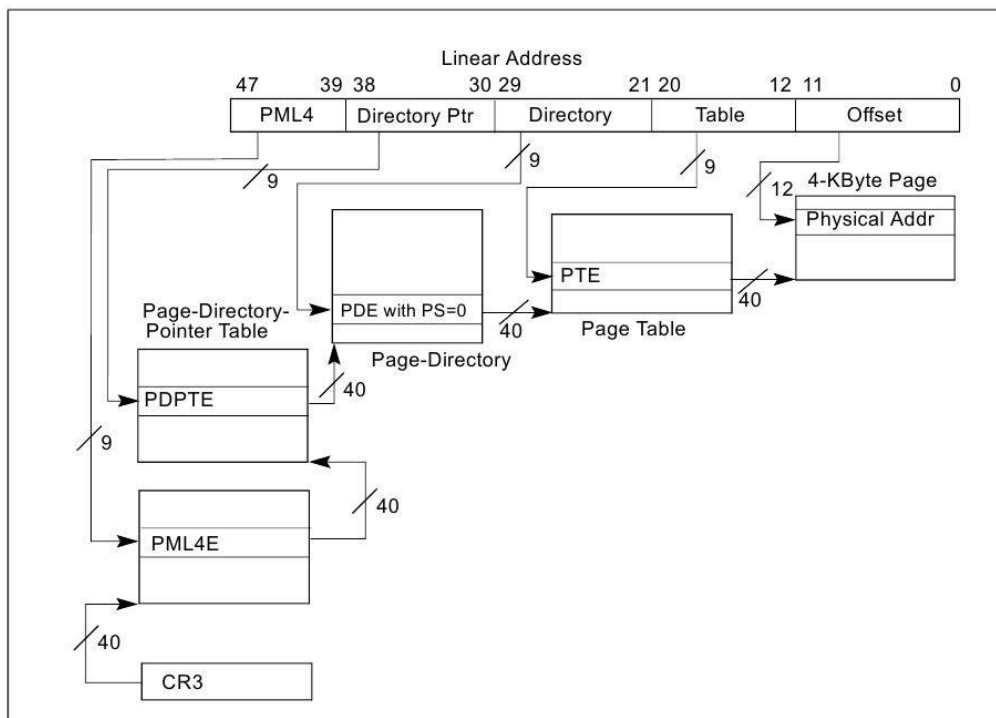 Linear Address
47 39 38 30 29 21 20 12 11 0
PML4 Directory Ptr Directory Table Offset
9 9 9
12 4-KByte Page
Physical Addr
PTE
40
PDE with PS=0
40
Page Table
Page-Directory-
Pointer Table
Page-Directory
40
PDPTE
9
40
PML4E
40
CR3